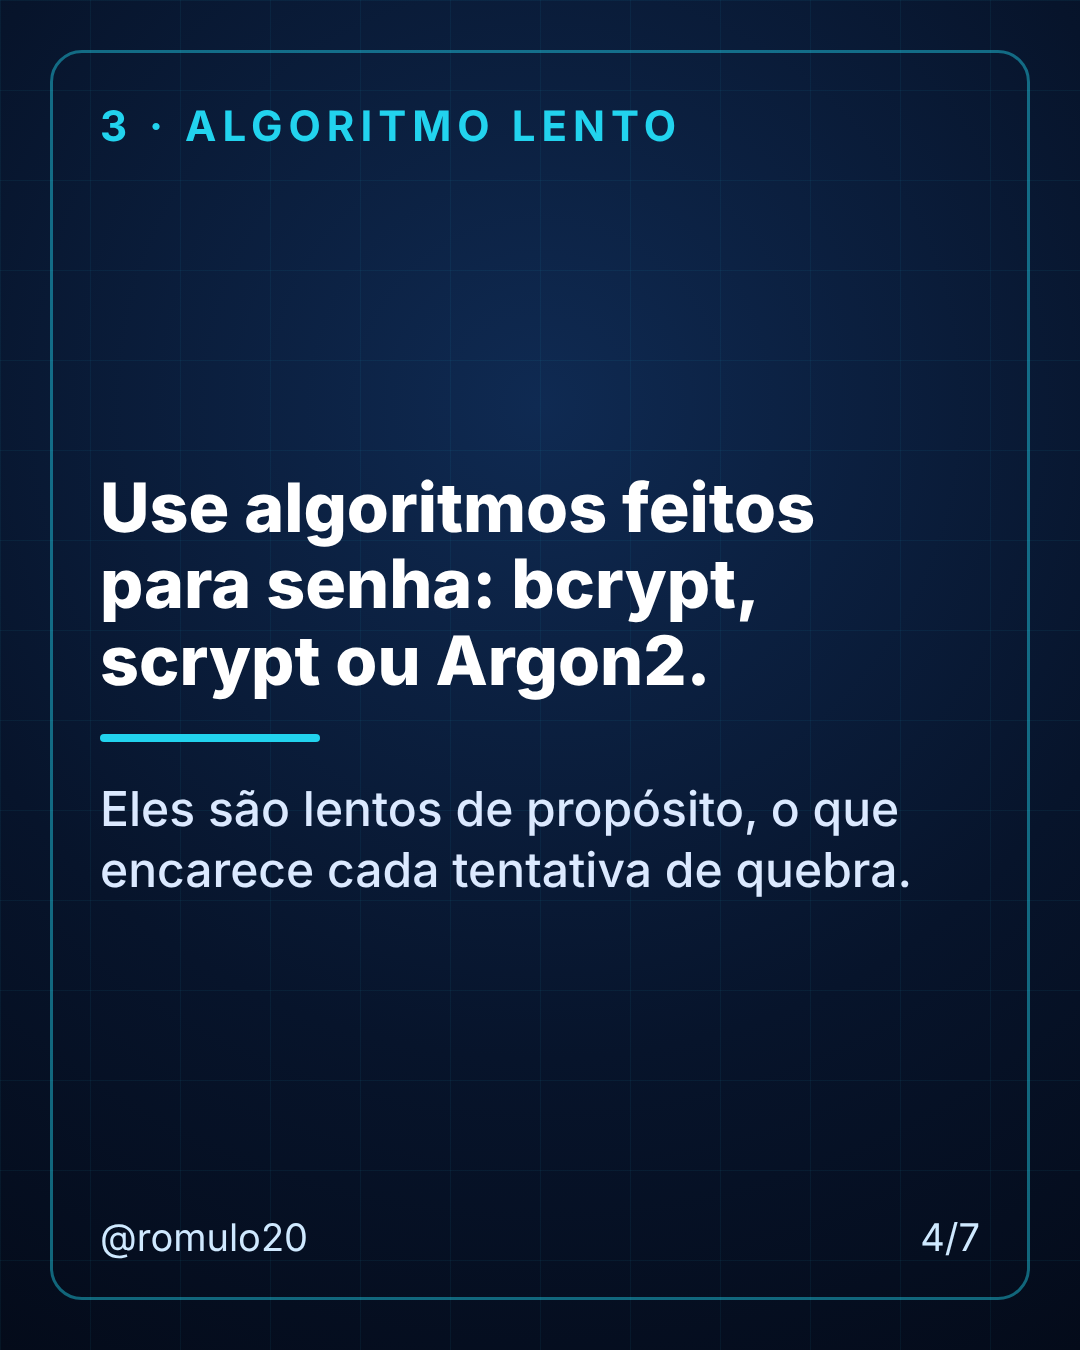 3 · ALGORITMO LENTO
Use algoritmos feitos
para senha: bcrypt,
scrypt ou Argon2.
Eles são lentos de propósito, o que
encarece cada tentativa de quebra.
@romulo20
4/7